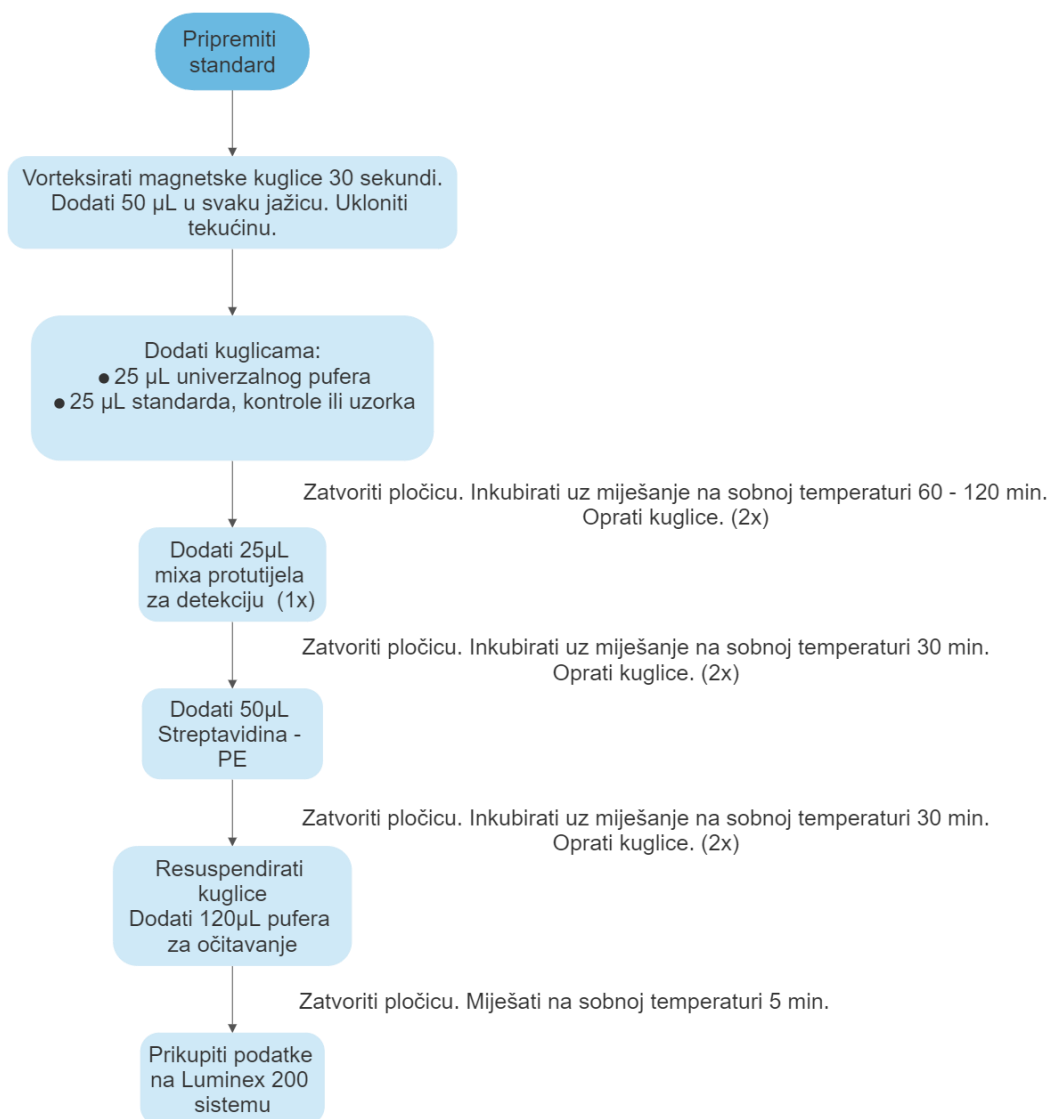 Pripremiti
standard
Vorteksirati magnetske kuglice 30 sekundi.
Dodati 50 µL u svaku jažicu. Ukloniti
tekućinu.
Dodati kuglicama:
● 25 µL univerzalnog pufera
● 25 µL standarda, kontrole ili uzorka
Zatvoriti pločicu. Inkubirati uz miješanje na sobnoj temperaturi 60 - 120 min.
Oprati kuglice. (2x)
Dodati 25µL
mixa protutijela
za detekciju (1x)
Zatvoriti pločicu. Inkubirati uz miješanje na sobnoj temperaturi 30 min.
Oprati kuglice. (2x)
Dodati 50µL
Streptavidina -
PE
Zatvoriti pločicu. Inkubirati uz miješanje na sobnoj temperaturi 30 min.
Oprati kuglice. (2x)
Resuspendirati
kuglice
Dodati 120µL pufera
za očitavanje
Zatvoriti pločicu. Miješati na sobnoj temperaturi 5 min.
Prikupiti podatke
na Luminex 200
sistemu